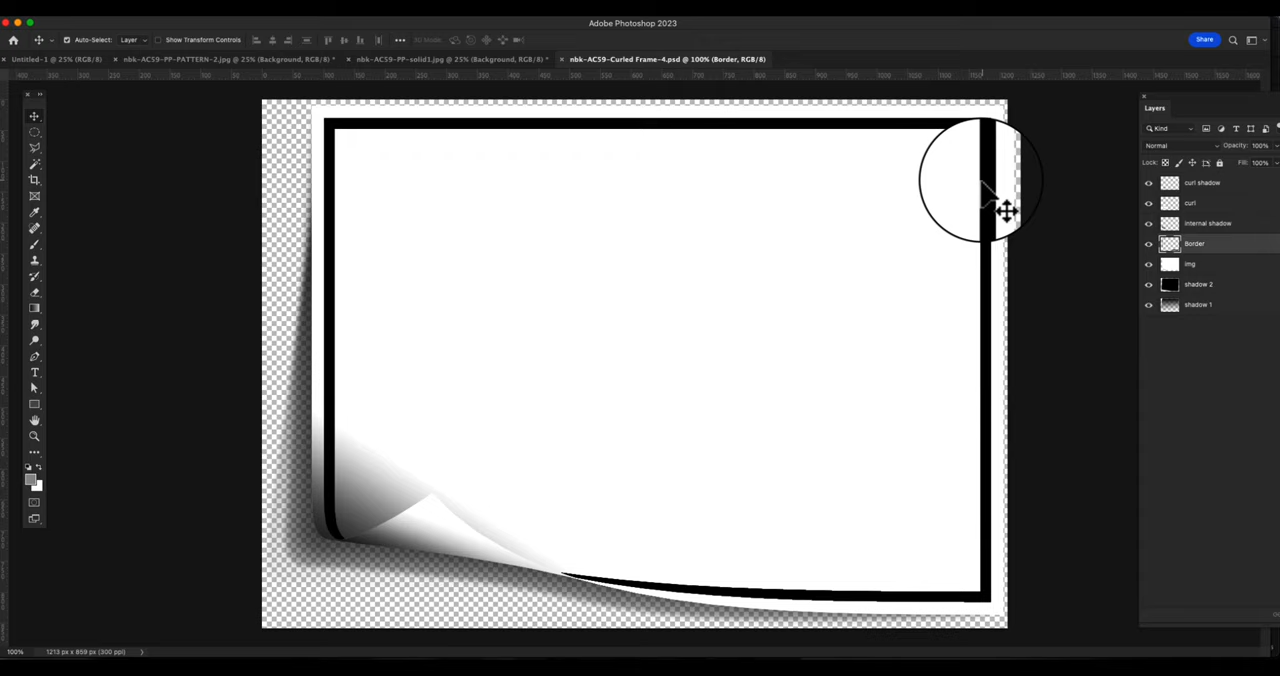 Adobe Photoshop 2023
Auto-Select: Layer Show Transform Controls 3D Mode: Share
Untitled-1 @ 25% (RGB/8) nbk-AC59-PP-PATTERN-2.jpg @ 25% (Background, RGB/8) * nbk-AC59-PP-solid1.jpg @ 25% (Background, RGB/8) * nbk-AC59-Curled Frame-4.psd @ 100% (Border, RGB/8)
Layers
Kind
Normal Opacity: 100%
Lock: Fill: 100%
curl shadow
curl
internal shadow
Border
img
shadow 2
shadow 1
100% 1213 px x 859 px (300 ppi)